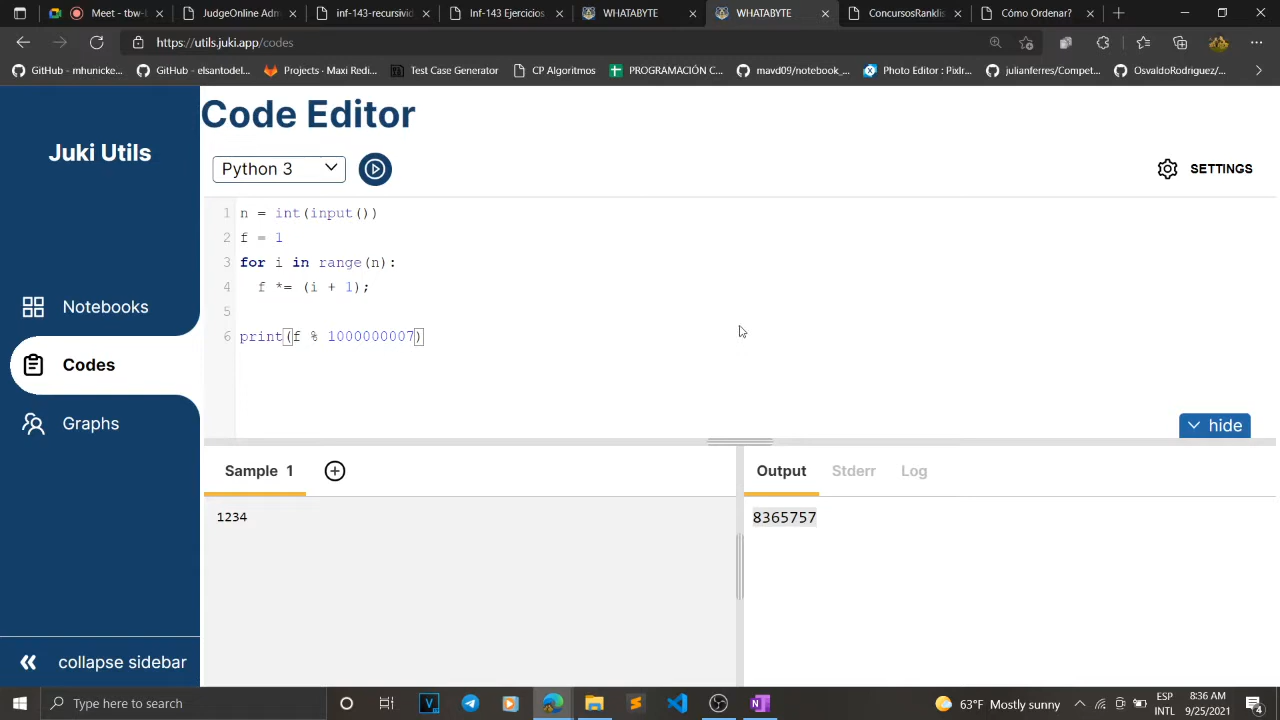 Meet - tbw-l
JudgeOnline Adm
inf-143-recursivid
Inf-143 Ejercicios
WHATABYTE
WHATABYTE
ConcursosRanklis
Cómo Ordenar?
https://utils.juki.app/codes
GitHub - mhunicke...
GitHub - elsantodel...
Projects · Maxi Redi...
Test Case Generator
CP Algoritmos
PROGRAMACIÓN C...
mavd09/notebook_...
Photo Editor : Pixlr...
julianferres/Compet...
OsvaldoRodriguez/...
Juki Utils
Notebooks
Codes
Graphs
collapse sidebar
Code Editor
Python 3
SETTINGS
1 n = int(input())
2 f = 1
3 for i in range(n):
4 f *= (i + 1);
5
6 print(f % 1000000007)
hide
Sample 1
1234
Output
Stderr
Log
8365757
Type here to search
63°F Mostly sunny
ESP
INTL
8:36 AM
9/25/2021
4